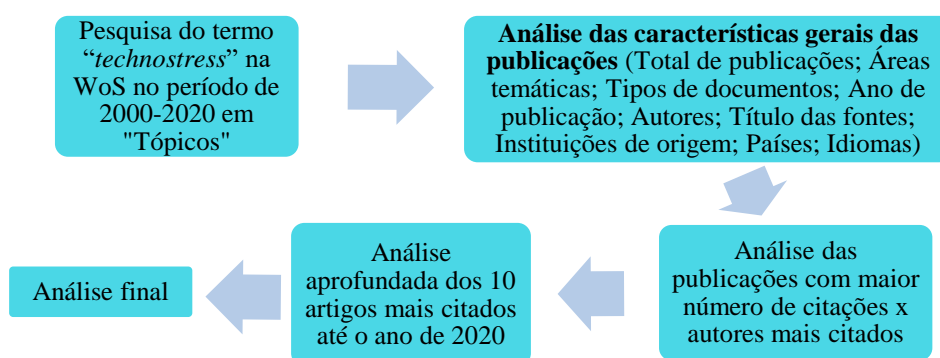 Pesquisa do termo
“technostress” na
WoS no período de
2000-2020 em
"Tópicos"
Análise das características gerais das
publicações (Total de publicações; Áreas
temáticas; Tipos de documentos; Ano de
publicação; Autores; Título das fontes;
Instituições de origem; Países; Idiomas)
Análise das
publicações com maior
número de citações x
autores mais citados
Análise
aprofundada dos 10
artigos mais citados
até o ano de 2020
Análise final